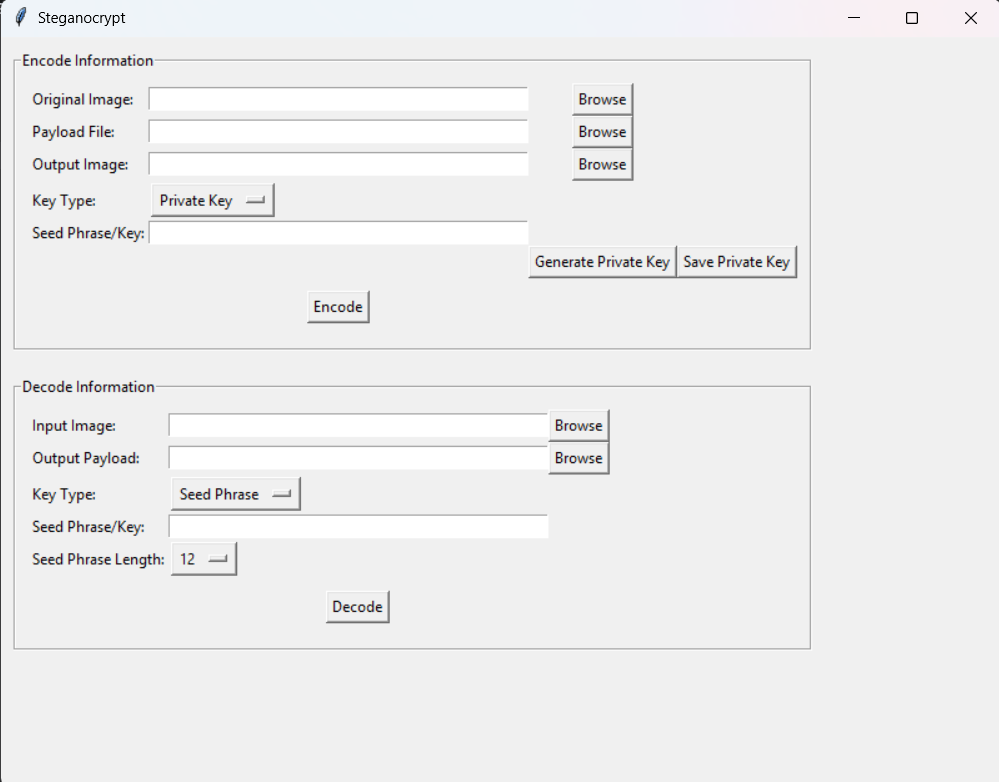 Steganocrypt
Encode Information
Original Image: Browse
Payload File: Browse
Output Image: Browse
Key Type: Private Key
Seed Phrase/Key:
Generate Private Key Save Private Key
Encode
Decode Information
Input Image: Browse
Output Payload: Browse
Key Type: Seed Phrase
Seed Phrase/Key:
Seed Phrase Length: 12
Decode